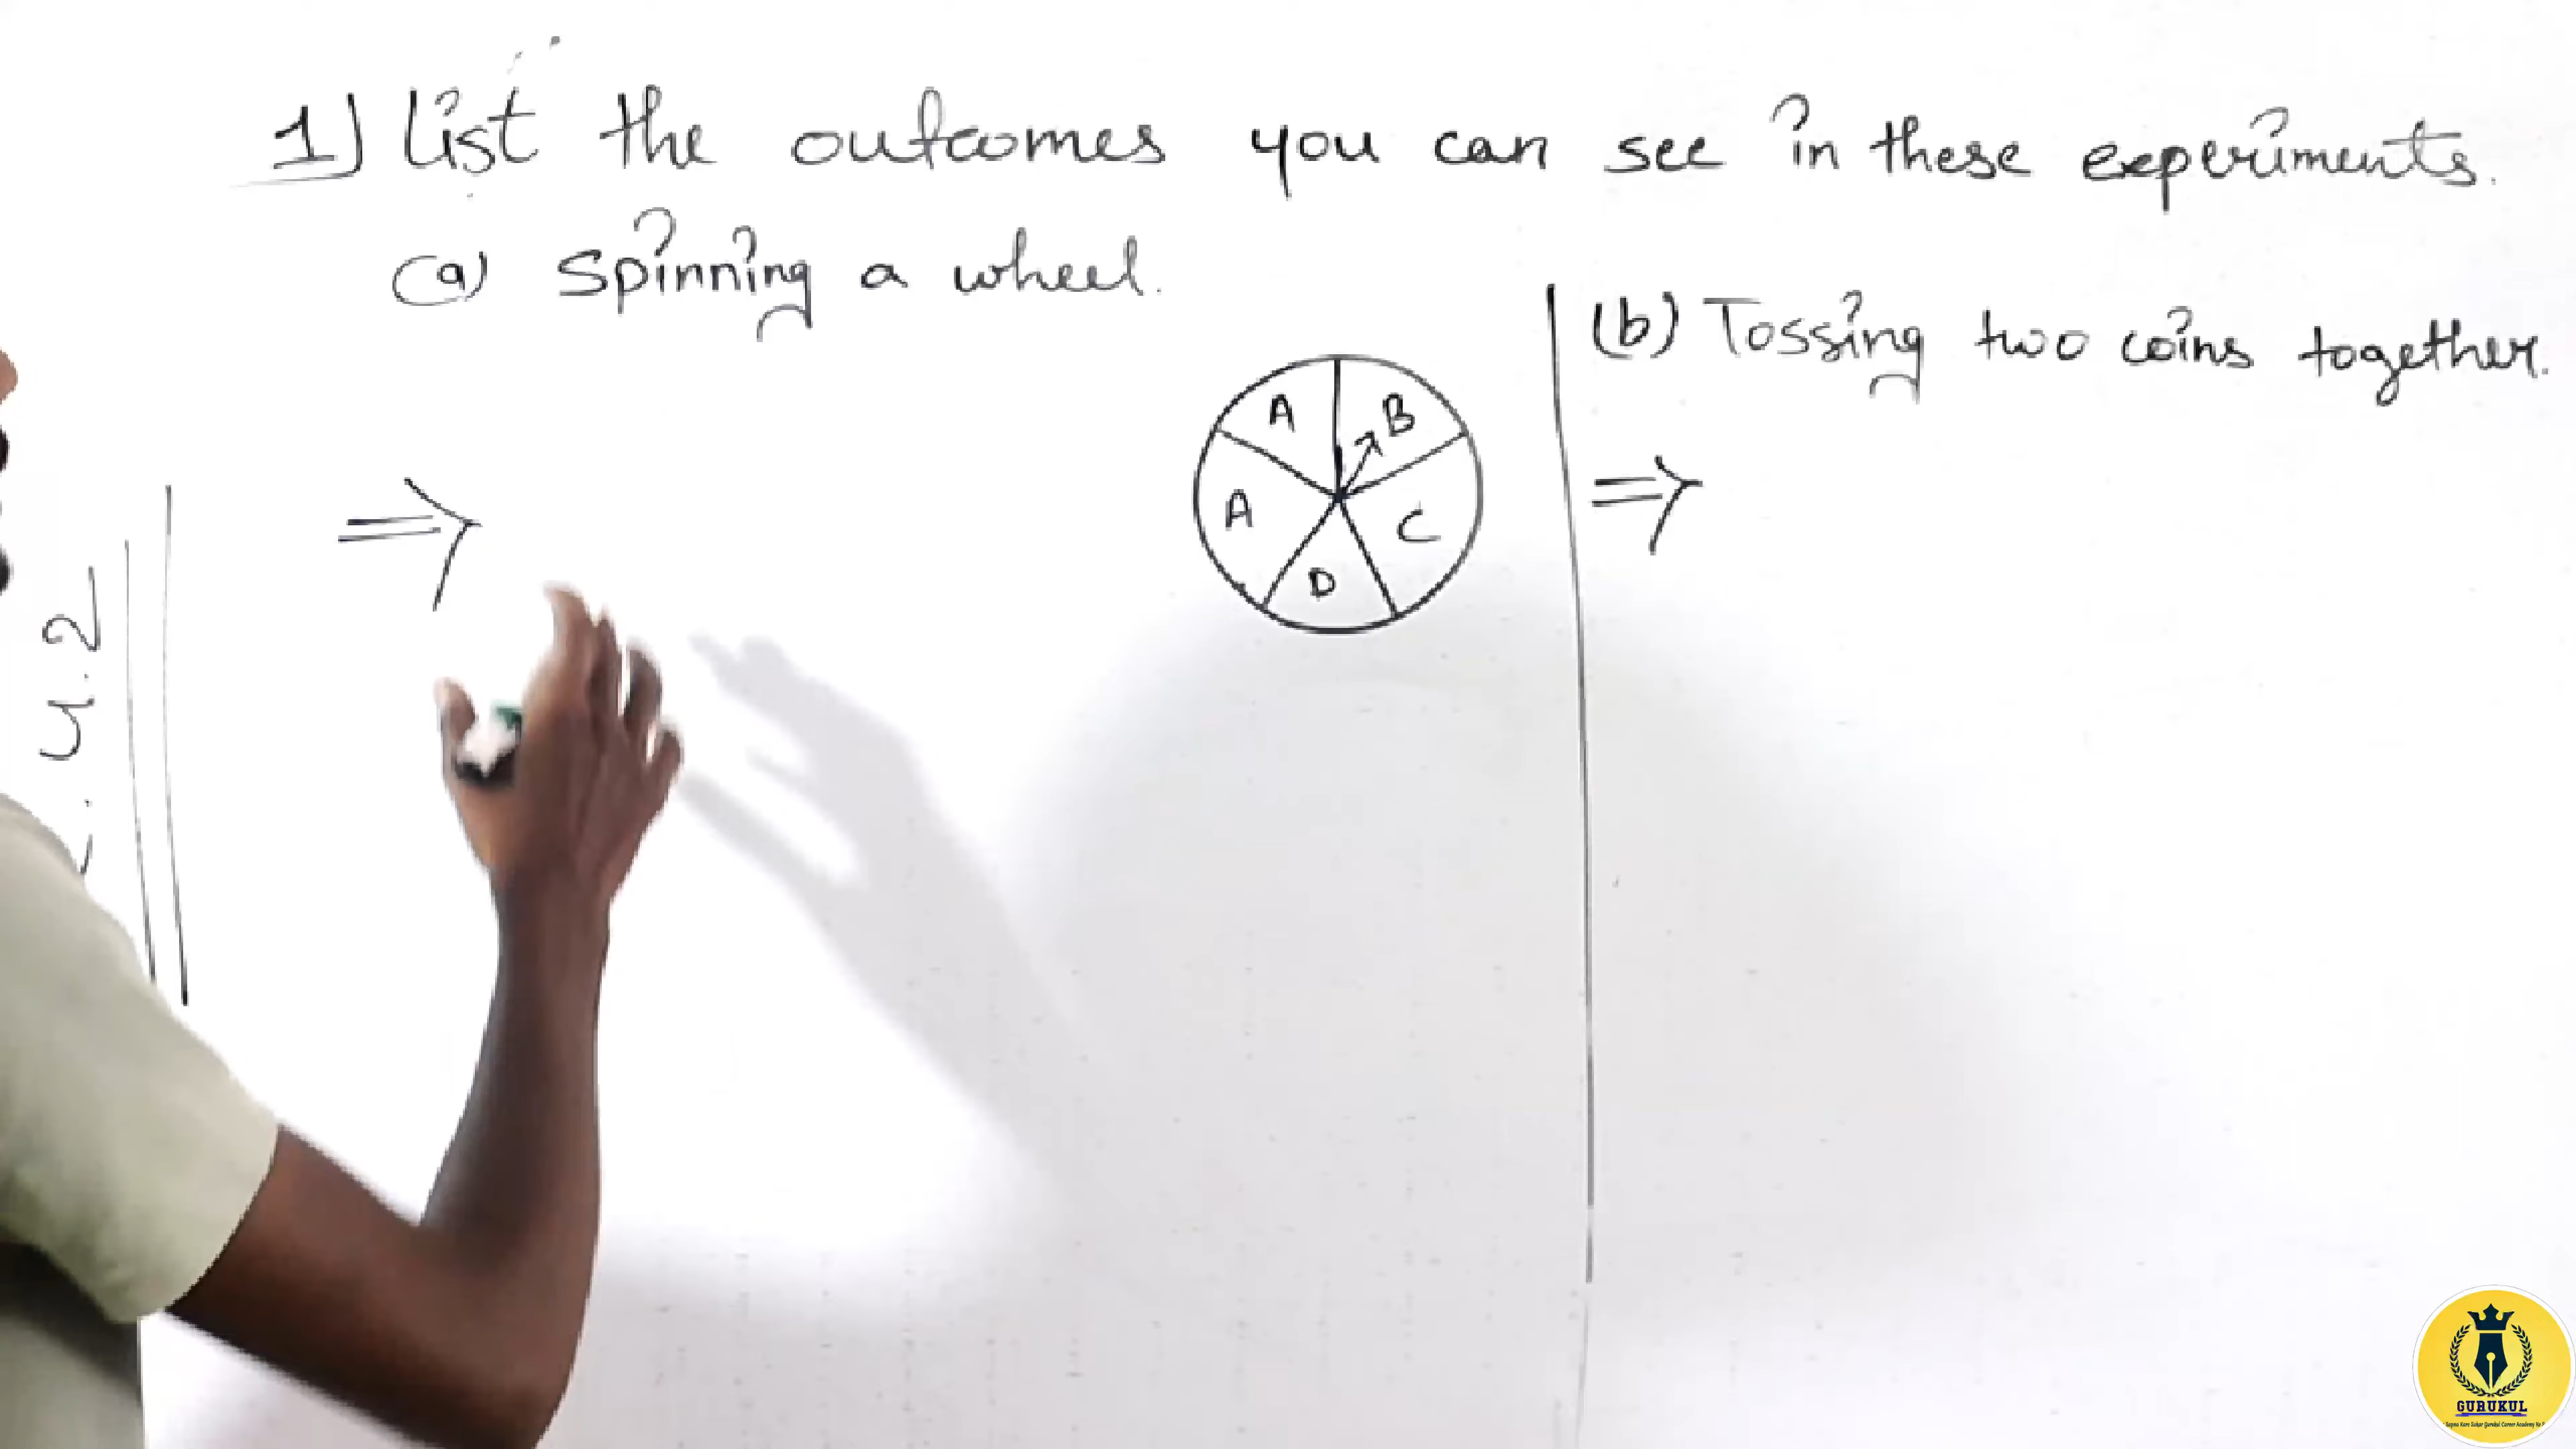 1] List the outcomes you can see in these experiments.
(a) Spinning a wheel.
(b) Tossing two coins together.
A
B
A
C
D
⇒
⇒
4.2
GURUKUL